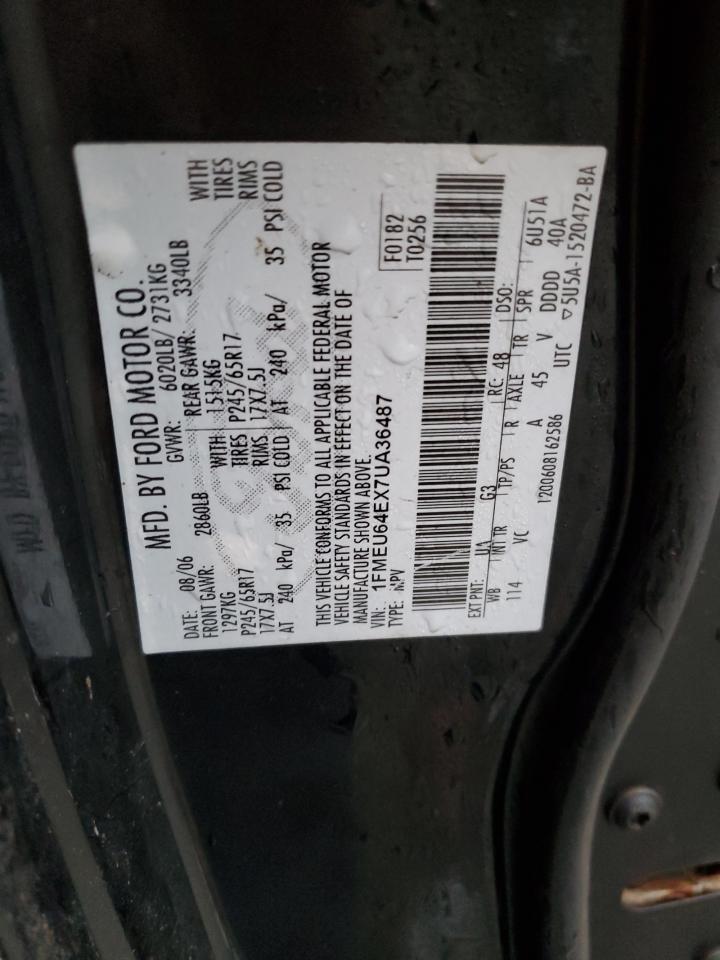 MFD. BY FORD MOTOR CO.
DATE: 08/06 GVWR: 6020LB/ 2731KG
FRONT GAWR: 2860LB REAR GAWR: 3340LB
1297KG WITH 1515KG WITH
P245/65R17 TIRES P245/65R17 TIRES
17X7.5J RIMS 17X7.5J RIMS
AT 240 kPa/ 35 PSI COLD AT 240 kPa/ 35 PSI COLD
THIS VEHICLE CONFORMS TO ALL APPLICABLE FEDERAL MOTOR
VEHICLE SAFETY STANDARDS IN EFFECT ON THE DATE OF
MANUFACTURE SHOWN ABOVE.
VIN: 1FMEU64EX7UA36487
TYPE: MPV
F0182
T0256
EXT PNT: UA G3 RC: 48 DSO:
WB INT TR TP/PS R AXLE TR SPR 6U51A
114 VC A 45 V DDDD 40A
1200608162586 UTC ▽5U5A-1520472-BA